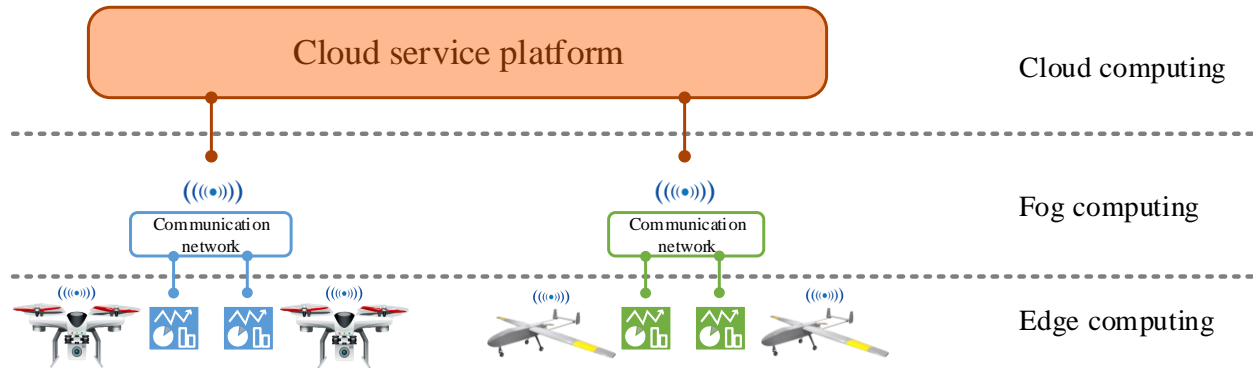 Cloud service platform
Cloud computing
Communication
network
Communication
network
Fog computing
Edge computing